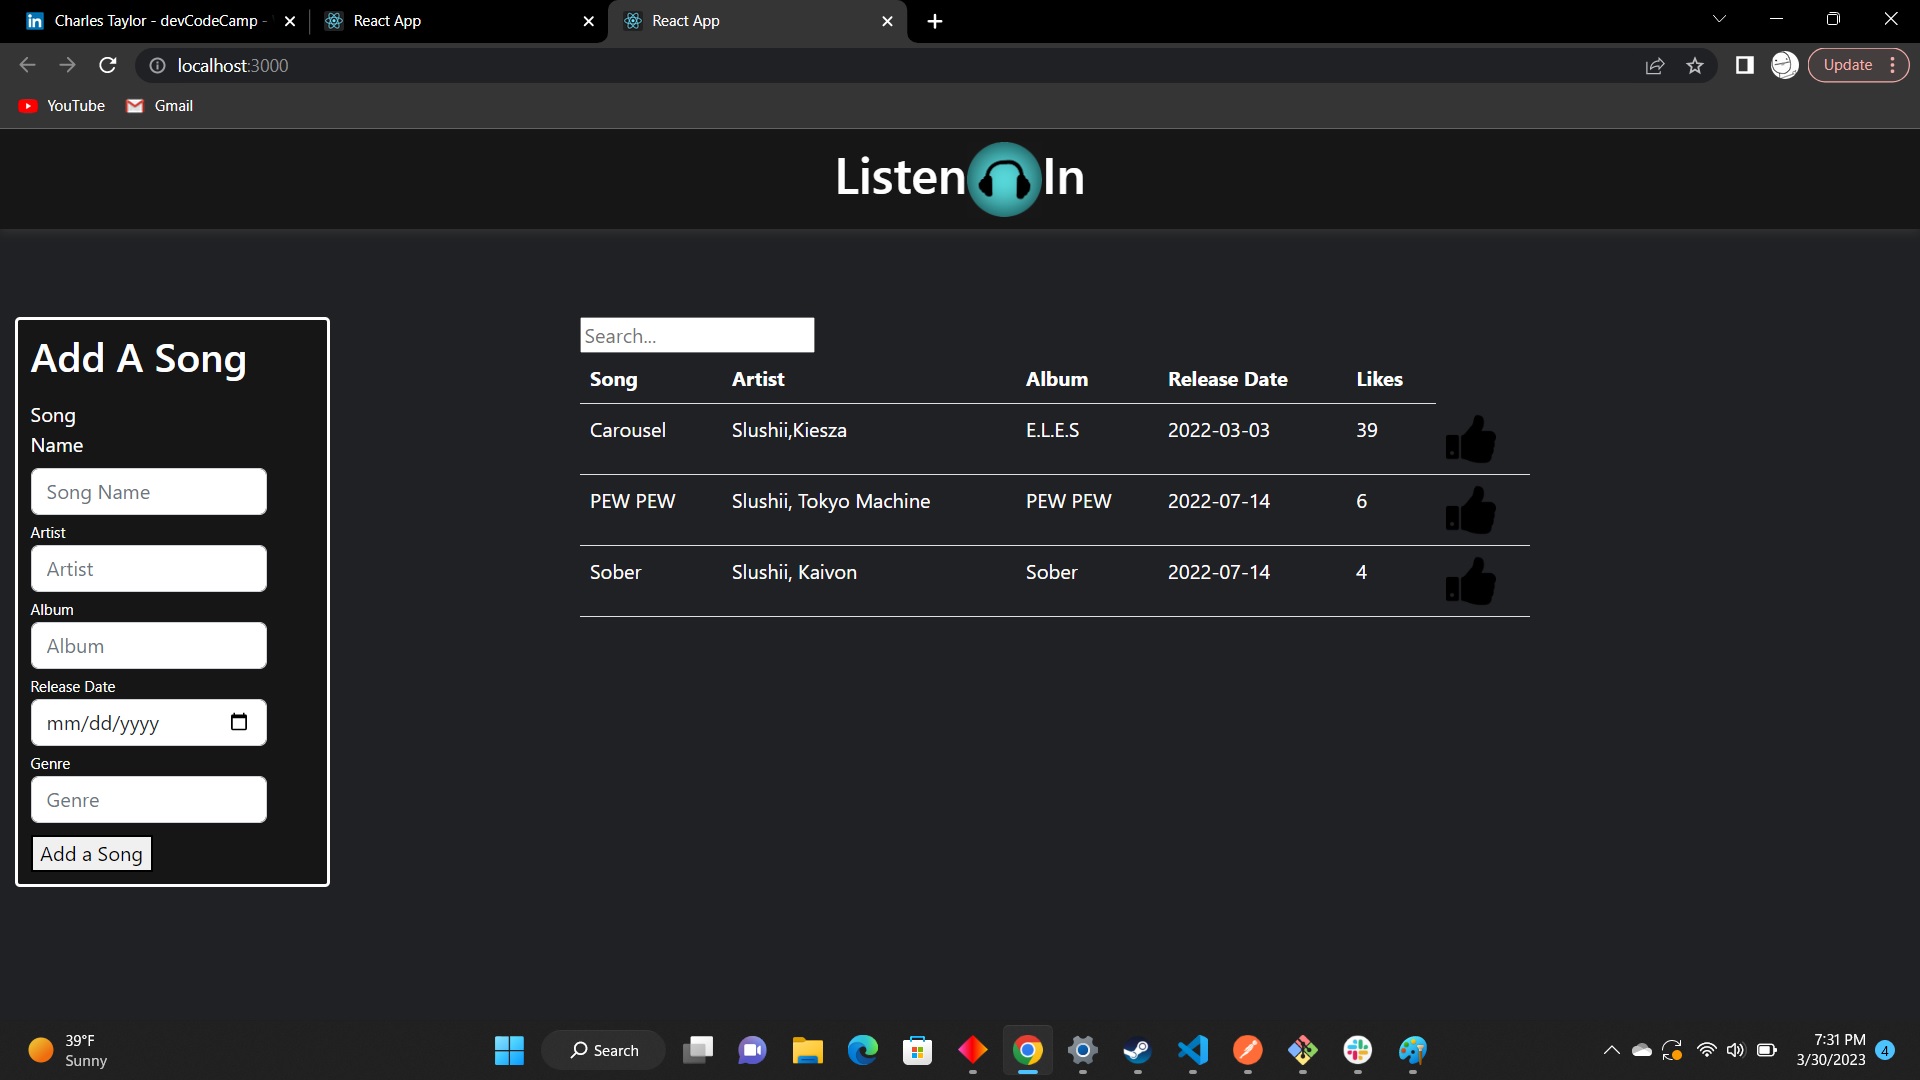 Charles Taylor - devCodeCamp -
React App
React App
localhost:3000
Update
YouTube
Gmail
Listen In
Add A Song
Song
Name
Song Name
Artist
Artist
Album
Album
Release Date
mm/dd/yyyy
Genre
Genre
Add a Song
Search...
Song Artist Album Release Date Likes
Carousel Slushii,Kiesza E.L.E.S 2022-03-03 39
PEW PEW Slushii, Tokyo Machine PEW PEW 2022-07-14 6
Sober Slushii, Kaivon Sober 2022-07-14 4
39°F
Sunny
Search
7:31 PM
3/30/2023
4